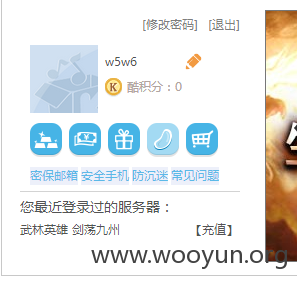 [修改密码] [退出]
w5w6
K 酷积分：0
密保邮箱 安全手机 防沉迷 常见问题
您最近登录过的服务器：
武林英雄 剑荡九州 【充值】
www.wooyun.org